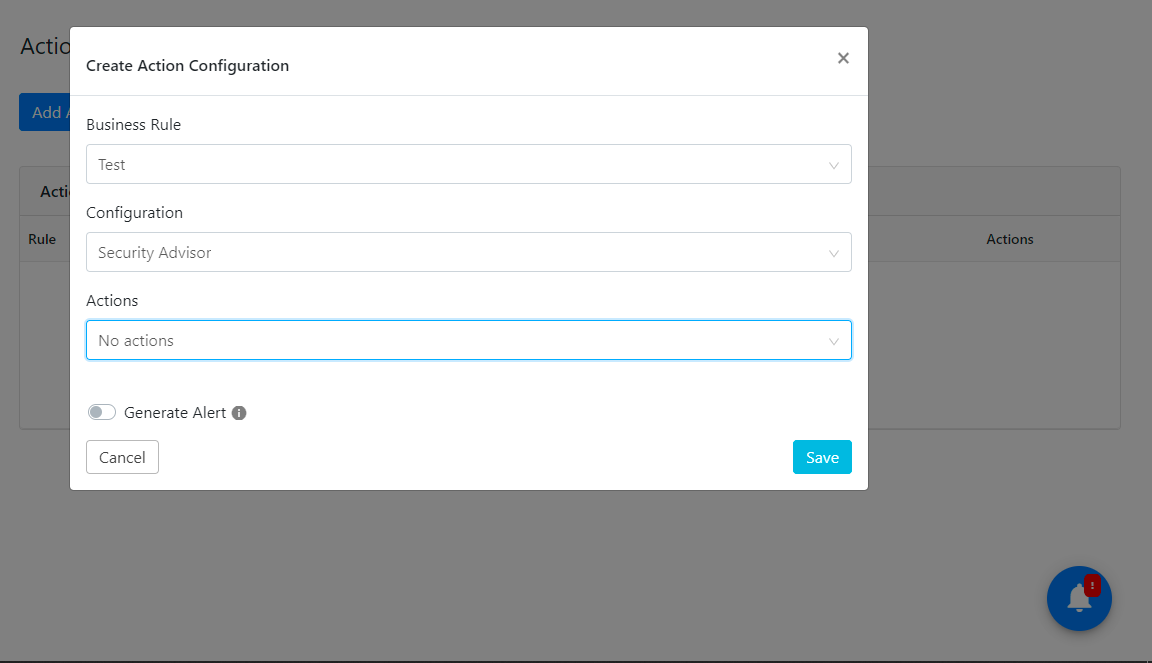 Actio
Create Action Configuration
Add A
Business Rule
Test
Acti
Configuration
Rule
Actions
Security Advisor
Actions
No actions
Generate Alert
Cancel
Save